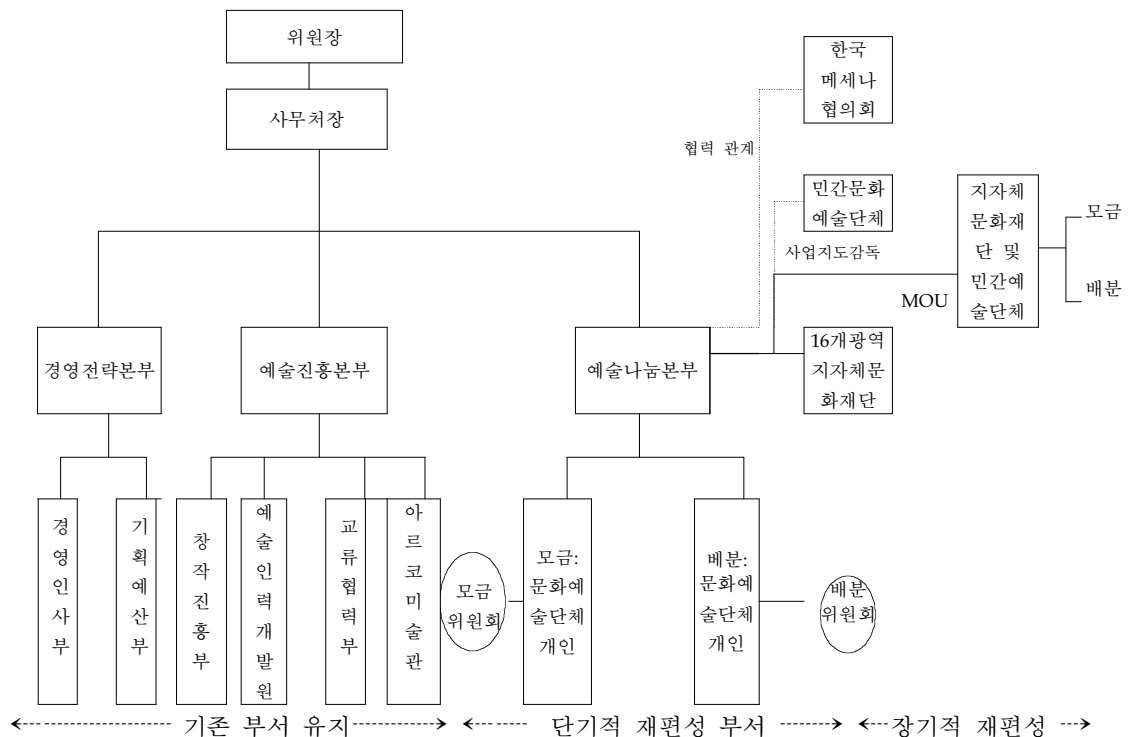 위원장
사무처장
한국
메세나
협의회
협력 관계
민간문화
예술단체
사업지도감독
지자체
문화재
단 및
민간예
술단체
모금
배분
MOU
경영전략본부
예술진흥본부
예술나눔본부
16개광역
지자체문
화재단
경영인사부
기획예산부
창작진흥부
예술인력개발원
교류협력부
아르코미술관
모금
위원회
모금:
문화예
술단체
개인
베분:
문화예
술단체
개인
배분
위원회
기존 부서 유지
단기적 재편성 부서
장기적 재편성